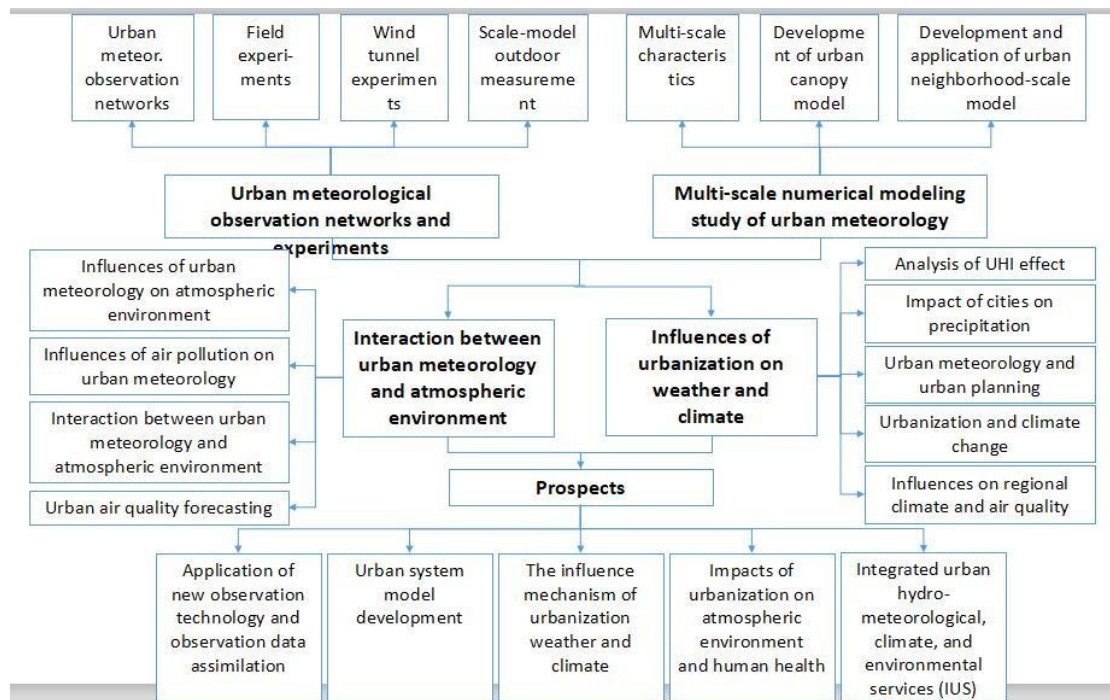 Urban
meteor.
observation
networks
Field
experi-
ments
Wind
tunnel
experimen
ts
Scale-model
outdoor
measureme
nt
Multi-scale
characteris
tics
Developme
nt of urban
canopy
model
Development and
application of urban
neighborhood-scale
model
Urban meteorological
observation networks and
experiments
Multi-scale numerical modeling
study of urban meteorology
Influences of urban
meteorology on atmospheric
environment
Influences of air pollution on
urban meteorology
Interaction between urban
meteorology and
atmospheric environment
Urban air quality forecasting
Interaction between
urban meteorology
and atmospheric
environment
Influences of
urbanization on
weather and
climate
Analysis of UHI effect
Impact of cities on
precipitation
Urban meteorology and
urban planning
Urbanization and climate
change
Influences on regional
climate and air quality
Prospects
Application of
new observation
technology and
observation data
assimilation
Urban system
model
development
The influence
mechanism of
urbanization
weather and
climate
Impacts of
urbanization on
atmospheric
environment
and human health
Integrated urban
hydro-
meteorological,
climate, and
environmental
services (IUS)